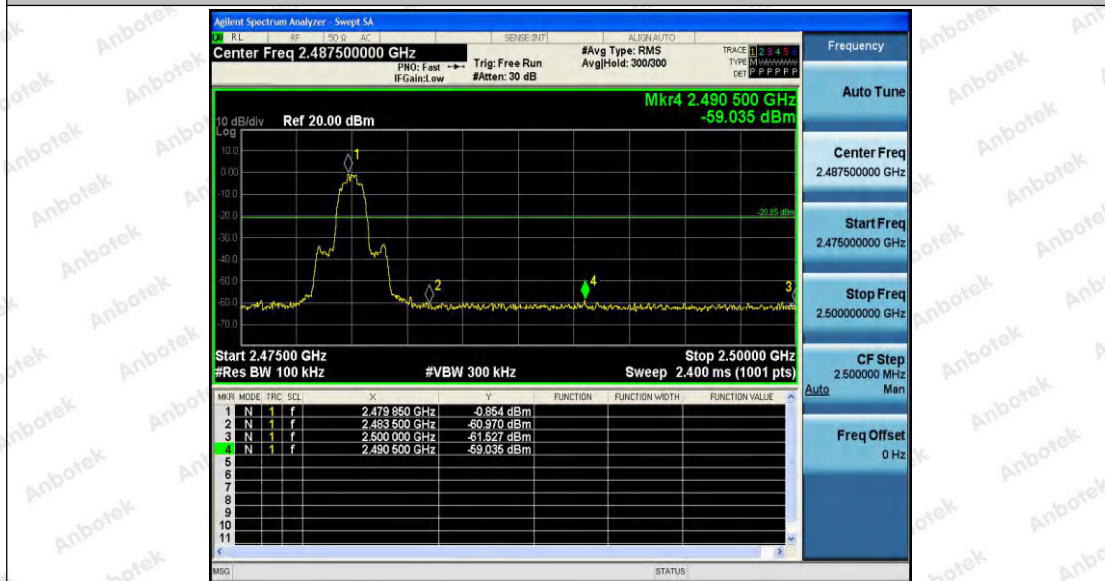 Agilent Spectrum Analyzer - Swept SA
RL RF 50 Ω AC SENSE:INT ALIGN AUTO
Center Freq 2.487500000 GHz
#Avg Type: RMS
TRACE 1 2 3 4 5 6
PNO: Fast Trig: Free Run Avg|Hold: 300/300
TYPE M
IFGain:Low #Atten: 30 dB
DET P P P P P P
Mkr4 2.490 500 GHz
-59.035 dBm
10 dB/div Ref 20.00 dBm
Log
10.0
0.00
-10.0
-20.0
-30.0
-40.0
-50.0
-60.0
-70.0
1
-20.85 dBm
2
4
3
Start 2.47500 GHz Stop 2.50000 GHz
#Res BW 100 kHz #VBW 300 kHz Sweep 2.400 ms (1001 pts)
MKR MODE TRC SCL X Y FUNCTION FUNCTION WIDTH FUNCTION VALUE
1 N 1 f 2.479 850 GHz -0.854 dBm
2 N 1 f 2.483 500 GHz -60.970 dBm
3 N 1 f 2.500 000 GHz -61.527 dBm
4 N 1 f 2.490 500 GHz -59.035 dBm
5
6
7
8
9
10
11
MSG STATUS
Frequency
Auto Tune
Center Freq
2.487500000 GHz
Start Freq
2.475000000 GHz
Stop Freq
2.500000000 GHz
CF Step
2.500000 MHz
Auto Man
Freq Offset
0 Hz
Anbotek